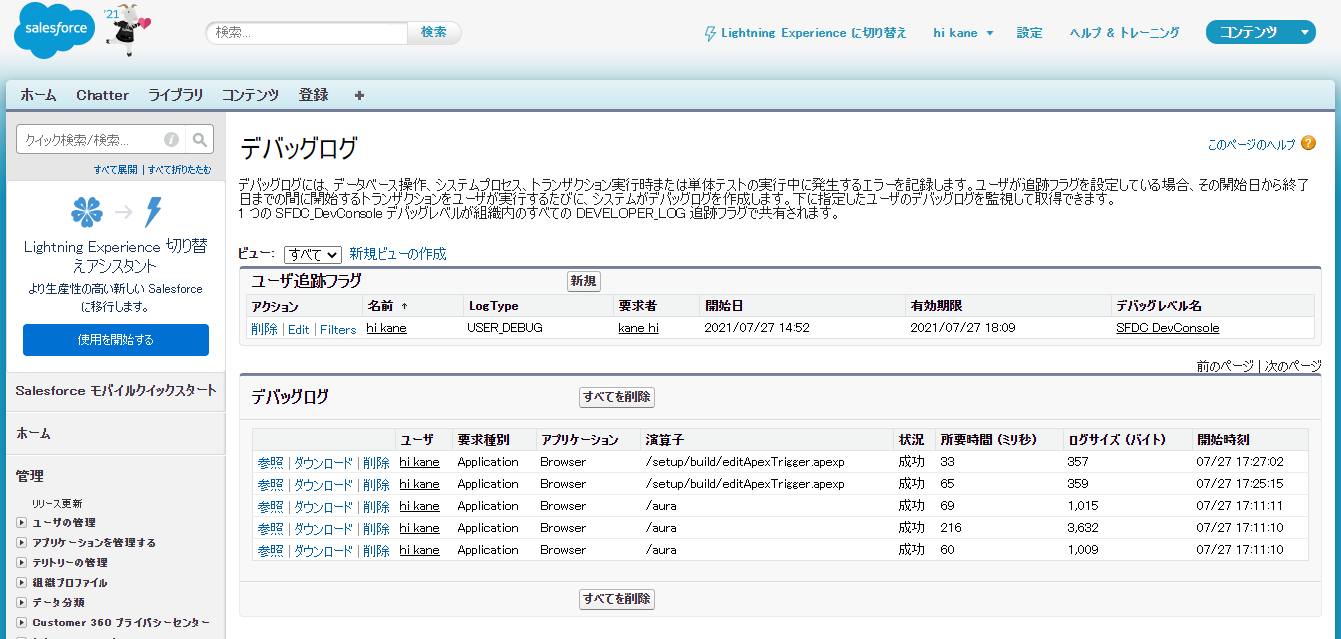 salesforce
'21
検索...
検索
Lightning Experience に切り替え
hi kane
設定
ヘルプ & トレーニング
コンテンツ
ホーム Chatter ライブラリ コンテンツ 登録 +
クイック検索/検索...
すべて展開 | すべて折りたたむ
Lightning Experience 切り替
えアシスタント
より生産性の高い新しい Salesforce
に移行します。
使用を開始する
Salesforce モバイルクイックスタート
ホーム
管理
リリース更新
ユーザの管理
アプリケーションを管理する
テリトリーの管理
組織プロファイル
データ分類
Customer 360 プライバシーセンター
デバッグログ
このページのヘルプ ?
デバッグログには、データベース操作、システムプロセス、トランザクション実行時または単体テストの実行中に発生するエラーを記録します。ユーザが追跡フラグを設定している場合、その開始日から終了
日までの間に開始するトランザクションをユーザが実行するたびに、システムがデバッグログを作成します。下に指定したユーザのデバッグログを監視して取得できます。
1 つの SFDC_DevConsole デバッグレベルが組織内のすべての DEVELOPER_LOG 追跡フラグで共有されます。
ビュー: すべて 新規ビューの作成
ユーザ追跡フラグ 新規
アクション 名前 ↑ LogType 要求者 開始日 有効期限 デバッグレベル名
削除 | Edit | Filters hi kane USER_DEBUG kane hi 2021/07/27 14:52 2021/07/27 18:09 SFDC_DevConsole
前のページ | 次のページ
デバッグログ すべてを削除
ユーザ 要求種別 アプリケーション 演算子 状況 所要時間 (ミリ秒) ログサイズ (バイト) 開始時刻
参照 | ダウンロード | 削除 hi kane Application Browser /setup/build/editApexTrigger.apexp 成功 33 357 07/27 17:27:02
参照 | ダウンロード | 削除 hi kane Application Browser /setup/build/editApexTrigger.apexp 成功 65 359 07/27 17:25:15
参照 | ダウンロード | 削除 hi kane Application Browser /aura 成功 69 1,015 07/27 17:11:11
参照 | ダウンロード | 削除 hi kane Application Browser /aura 成功 216 3,632 07/27 17:11:10
参照 | ダウンロード | 削除 hi kane Application Browser /aura 成功 60 1,009 07/27 17:11:10
すべてを削除